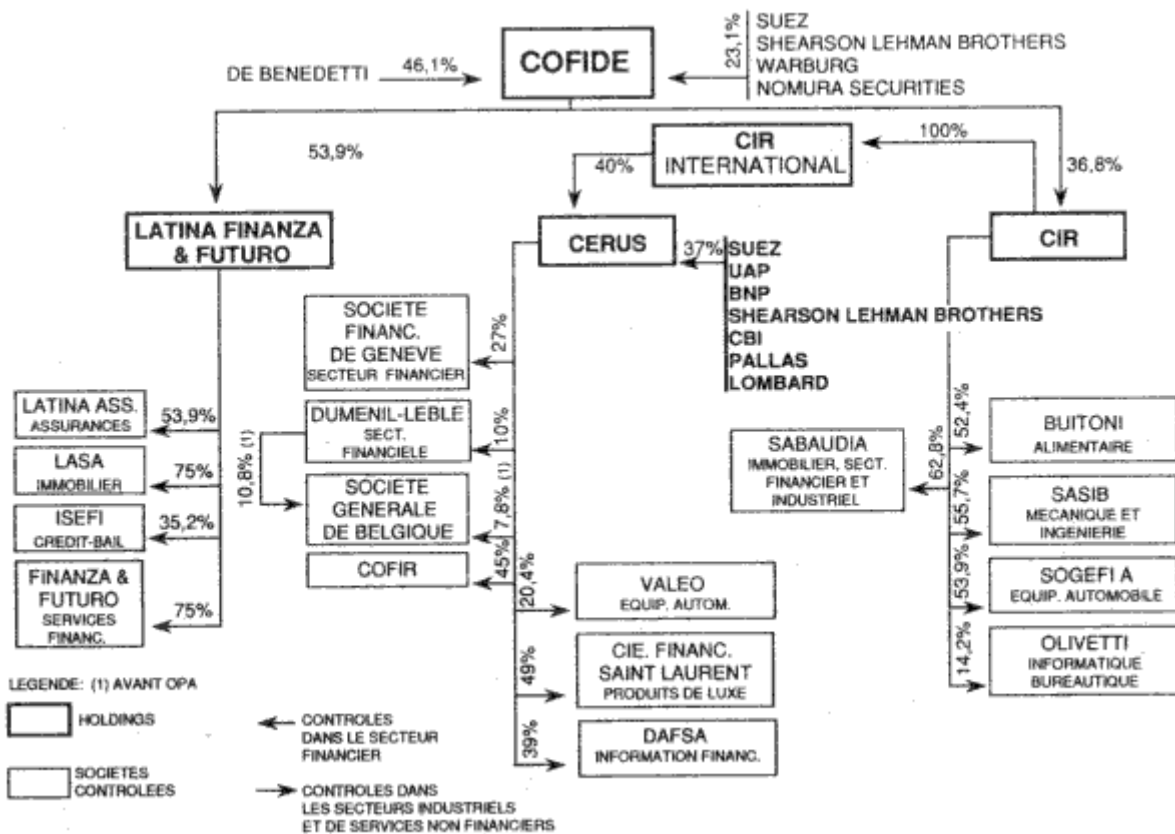 SUEZ
SHEARSON LEHMAN BROTHERS
WARBURG
NOMURA SECURITIES
23,1%
COFIDE
DE BENEDETTI
46,1%
53,9%
CIR
INTERNATIONAL
100%
40%
36,8%
LATINA FINANZA
& FUTURO
CERUS
37%
SUEZ
UAP
BNP
SHEARSON LEHMAN BROTHERS
CBI
PALLAS
LOMBARD
CIR
SOCIETE
FINANC.
DE GENEVE
SECTEUR FINANCIER
27%
LATINA ASS.
ASSURANCES
53,9%
LASA
IMMOBILIER
75%
ISEFI
CREDIT-BAIL
35,2%
FINANZA &
FUTURO
SERVICES
FINANC.
75%
10,8% (1)
DUMENIL-LEBLE
SECT.
FINANCIELE
10%
SOCIETE
GENERALE
DE BELGIQUE
7,8% (1)
COFIR
45%
20,4%
VALEO
EQUIP. AUTOM.
49%
CIE. FINANC.
SAINT LAURENT
PRODUITS DE LUXE
39%
DAFSA
INFORMATION FINANC.
SABAUDIA
IMMOBILIER, SECT.
FINANCIER ET
INDUSTRIEL
62,8%
52,4%
BUITONI
ALIMENTAIRE
55,7%
SASIB
MECANIQUE ET
INGENIERIE
53,9%
SOGEFI A
EQUIP. AUTOMOBILE
14,2%
OLIVETTI
INFORMATIQUE
BUREAUTIQUE
LEGENDE: (1) AVANT OPA
HOLDINGS
CONTROLES
DANS LE SECTEUR
FINANCIER
SOCIETES
CONTROLEES
CONTROLES DANS
LES SECTEURS INDUSTRIELS
ET DE SERVICES NON FINANCIERS